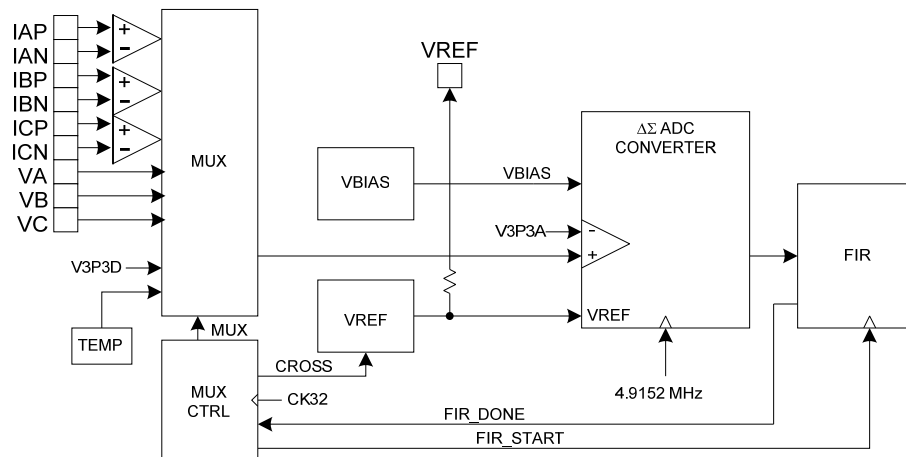 IAP
IAN
IBP
IBN
ICP
ICN
VA
VB
VC
+
−
+
−
+
−
MUX
V3P3D
TEMP
MUX
MUX
CTRL
VREF
VBIAS
VBIAS
V3P3A
-
+
ΔΣ ADC
CONVERTER
VREF
VREF
CROSS
CK32
4.9152 MHz
FIR
FIR_DONE
FIR_START